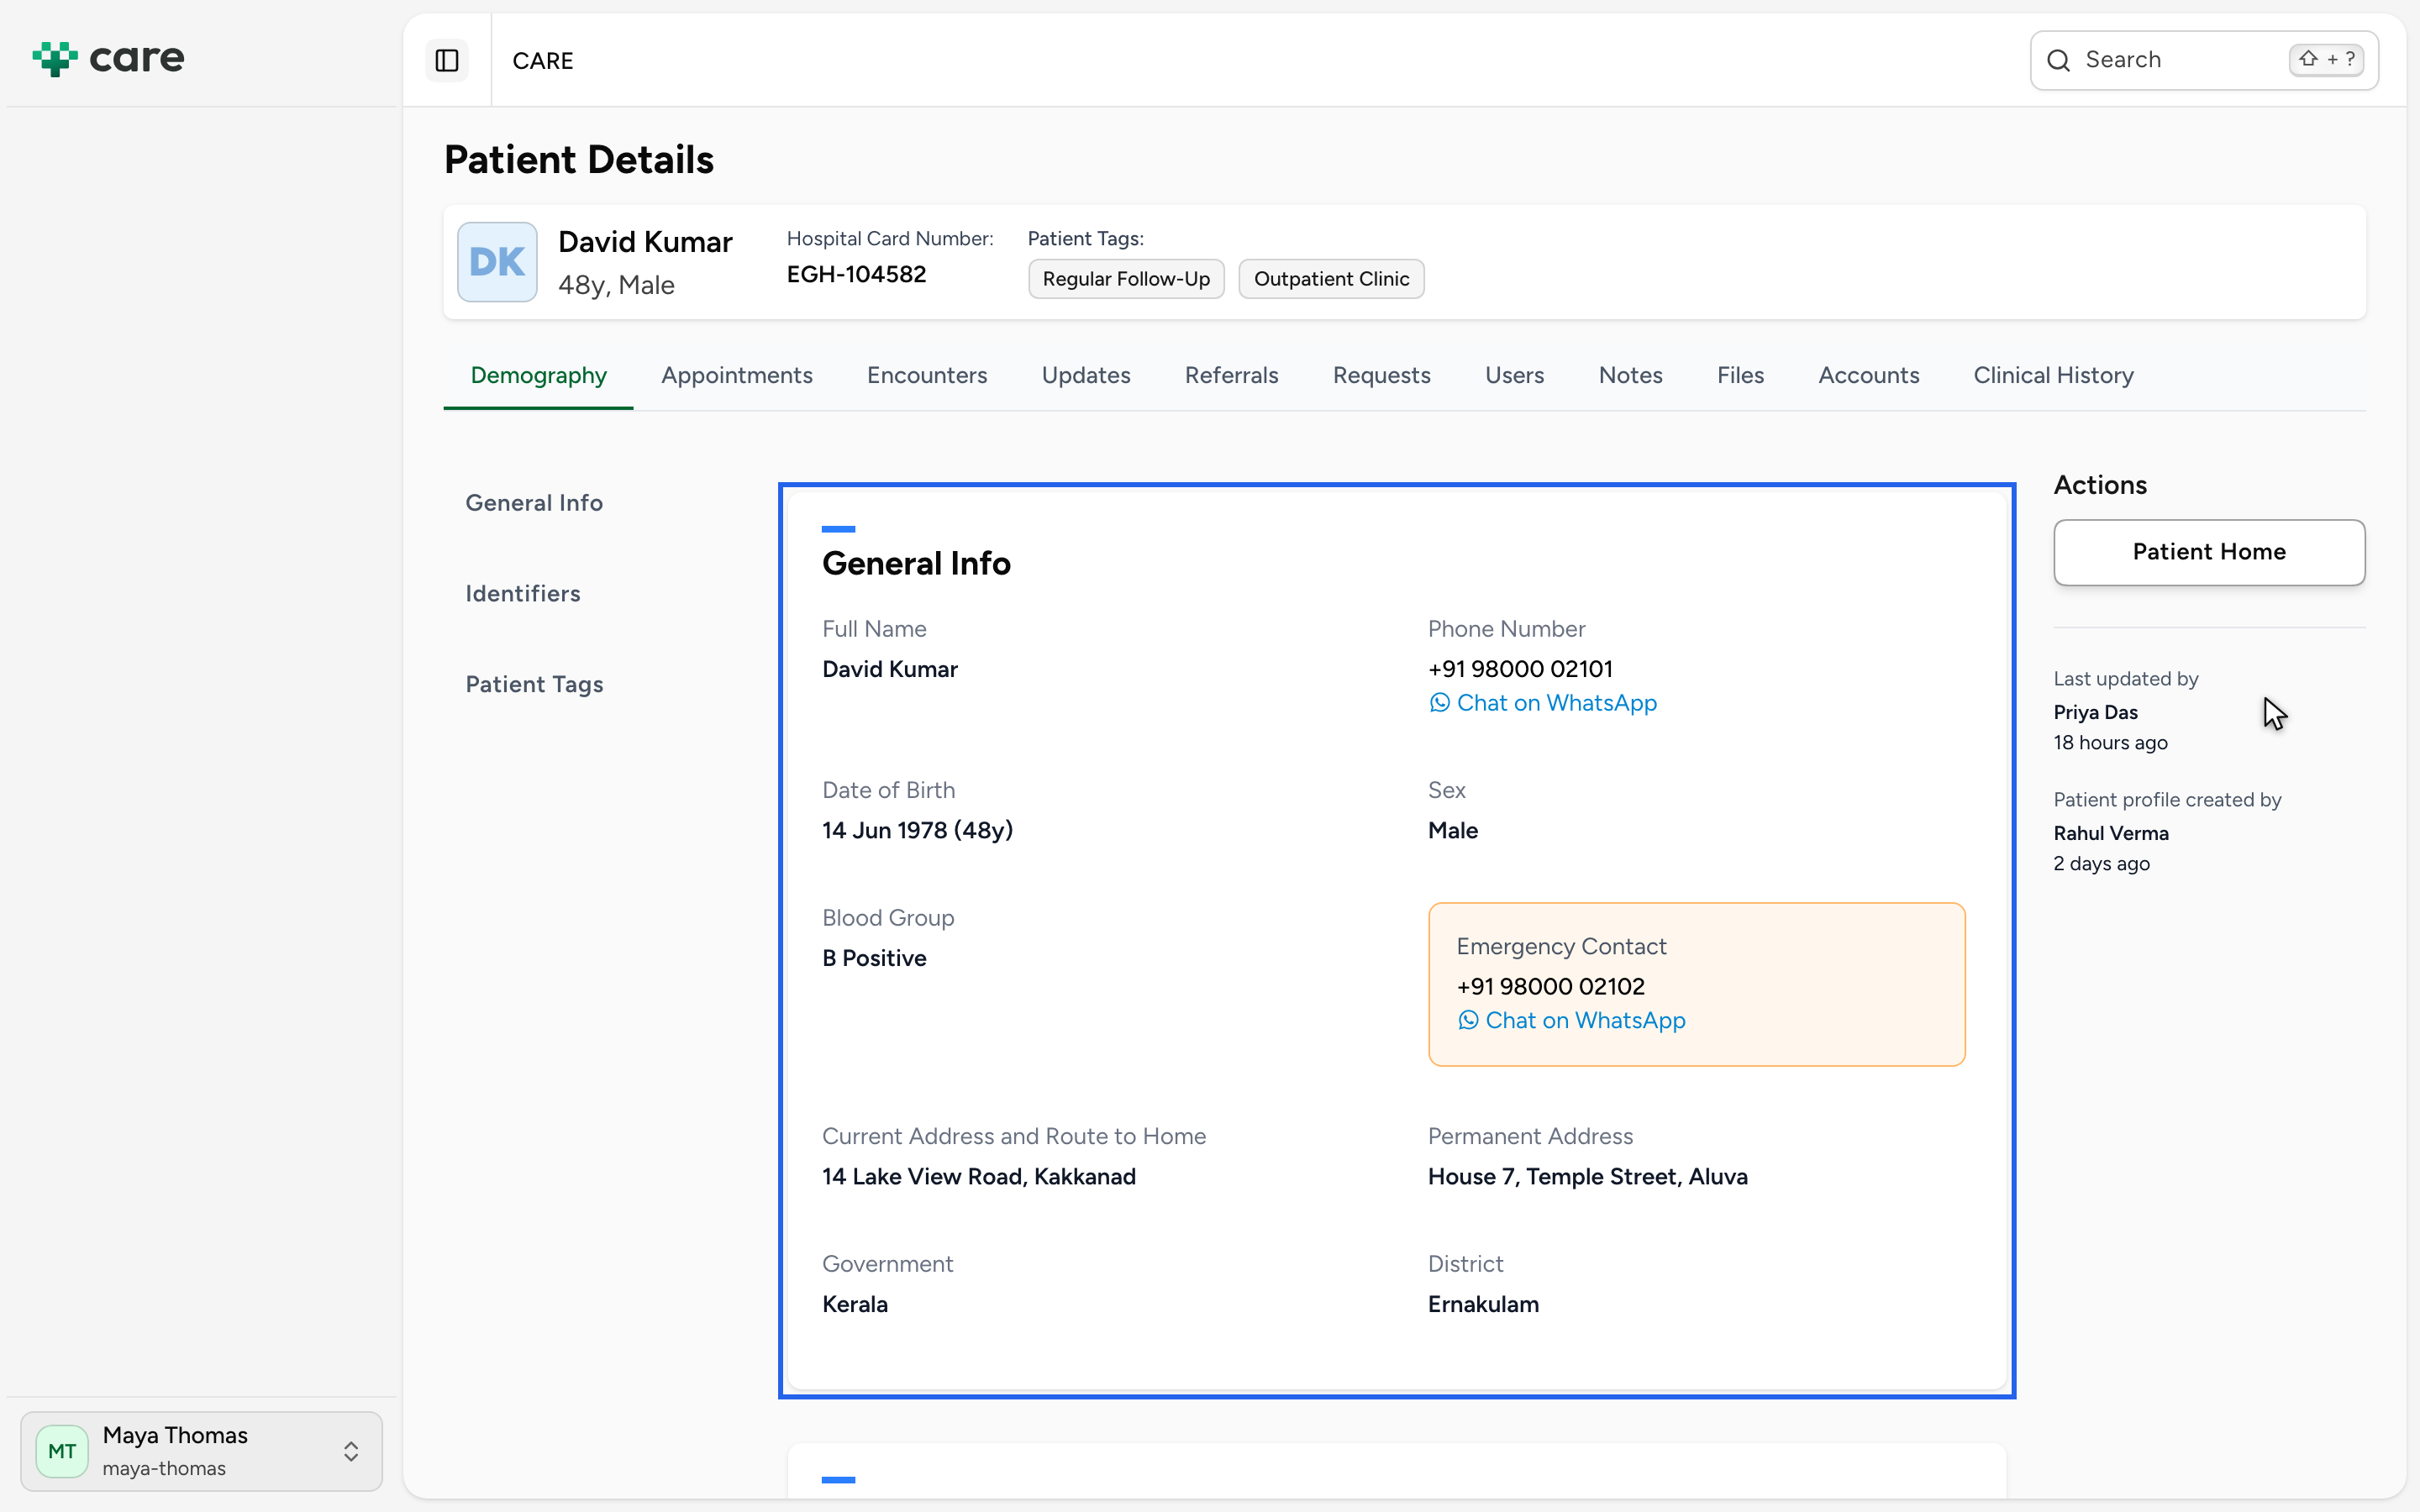 care
CARE
Search
+ ?
Patient Details
DK
David Kumar
48y, Male
Hospital Card Number:
EGH-104582
Patient Tags:
Regular Follow-Up
Outpatient Clinic
Demography
Appointments
Encounters
Updates
Referrals
Requests
Users
Notes
Files
Accounts
Clinical History
General Info
Identifiers
Patient Tags
General Info
Full Name
David Kumar
Phone Number
+91 98000 02101
Chat on WhatsApp
Date of Birth
14 Jun 1978 (48y)
Sex
Male
Blood Group
B Positive
Emergency Contact
+91 98000 02102
Chat on WhatsApp
Current Address and Route to Home
14 Lake View Road, Kakkanad
Permanent Address
House 7, Temple Street, Aluva
Government
Kerala
District
Ernakulam
Actions
Patient Home
Last updated by
Priya Das
18 hours ago
Patient profile created by
Rahul Verma
2 days ago
MT
Maya Thomas
maya-thomas